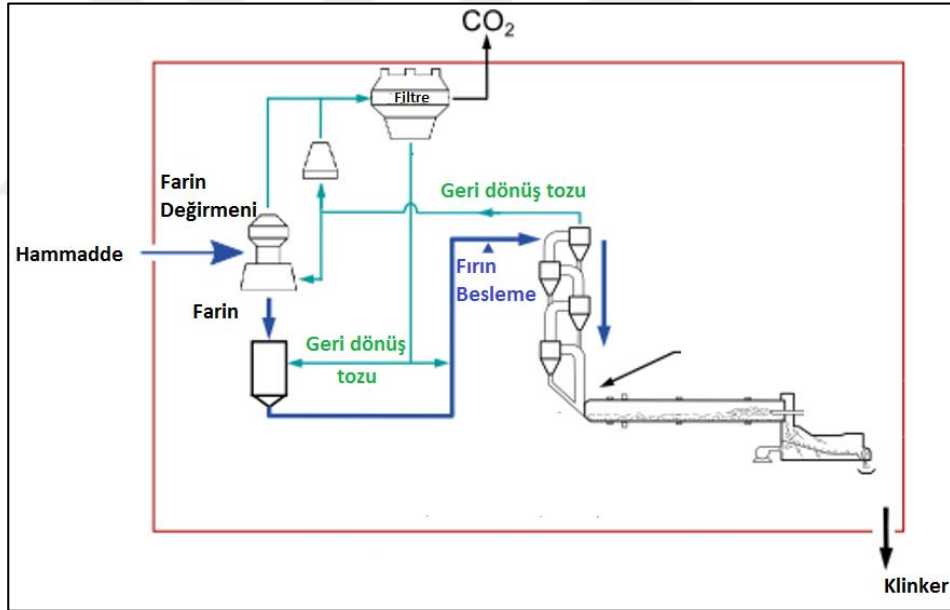 CO₂
Filtre
Farin
Değirmeni
Geri dönüş tozu
Hammadde
Fırın
Besleme
Farin
Geri dönüş
tozu
Klinker